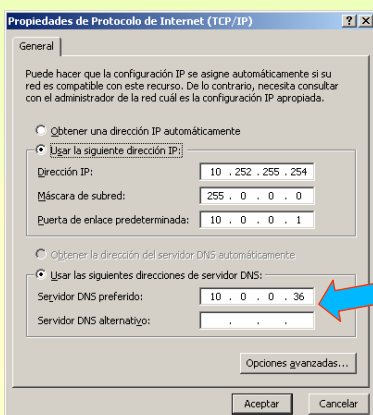 Propiedades de Protocolo de Internet (TCP/IP)
General
Puede hacer que la configuración IP se asigne automáticamente si su
red es compatible con este recurso. De lo contrario, necesita consultar
con el administrador de la red cuál es la configuración IP apropiada.
Obtener una dirección IP automáticamente
Usar la siguiente dirección IP:
Dirección IP: 10 . 252 . 255 . 254
Máscara de subred: 255 . 0 . 0 . 0
Puerta de enlace predeterminada: 10 . 0 . 0 . 1
Obtener la dirección del servidor DNS automáticamente
Usar las siguientes direcciones de servidor DNS:
Servidor DNS preferido: 10 . 0 . 0 . 36
Servidor DNS alternativo: . . .
Opciones avanzadas...
Aceptar Cancelar